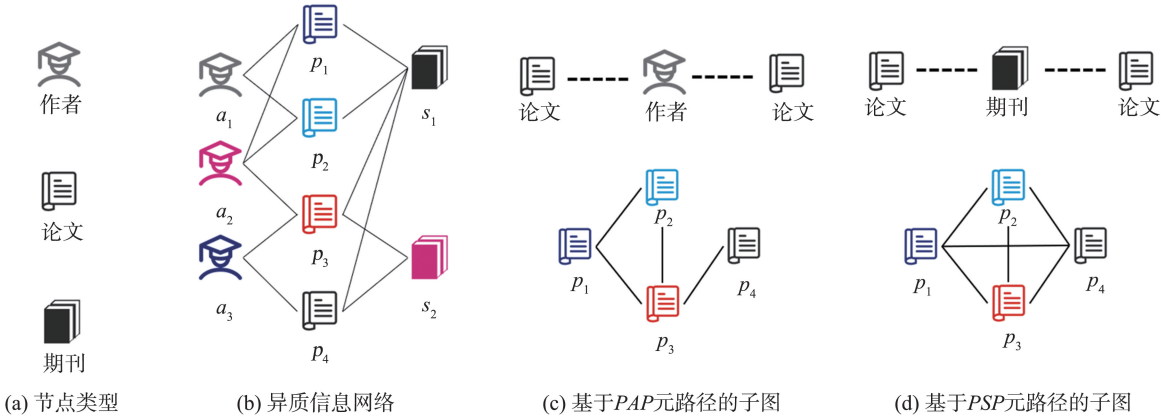 作者
论文
期刊
(a) 节点类型
p1
a1
s1
p2
a2
p3
a3
s2
p4
(b) 异质信息网络
论文
作者
论文
p2
p1
p4
p3
(c) 基于PAP元路径的子图
论文
期刊
论文
p2
p1
p4
p3
(d) 基于PSP元路径的子图